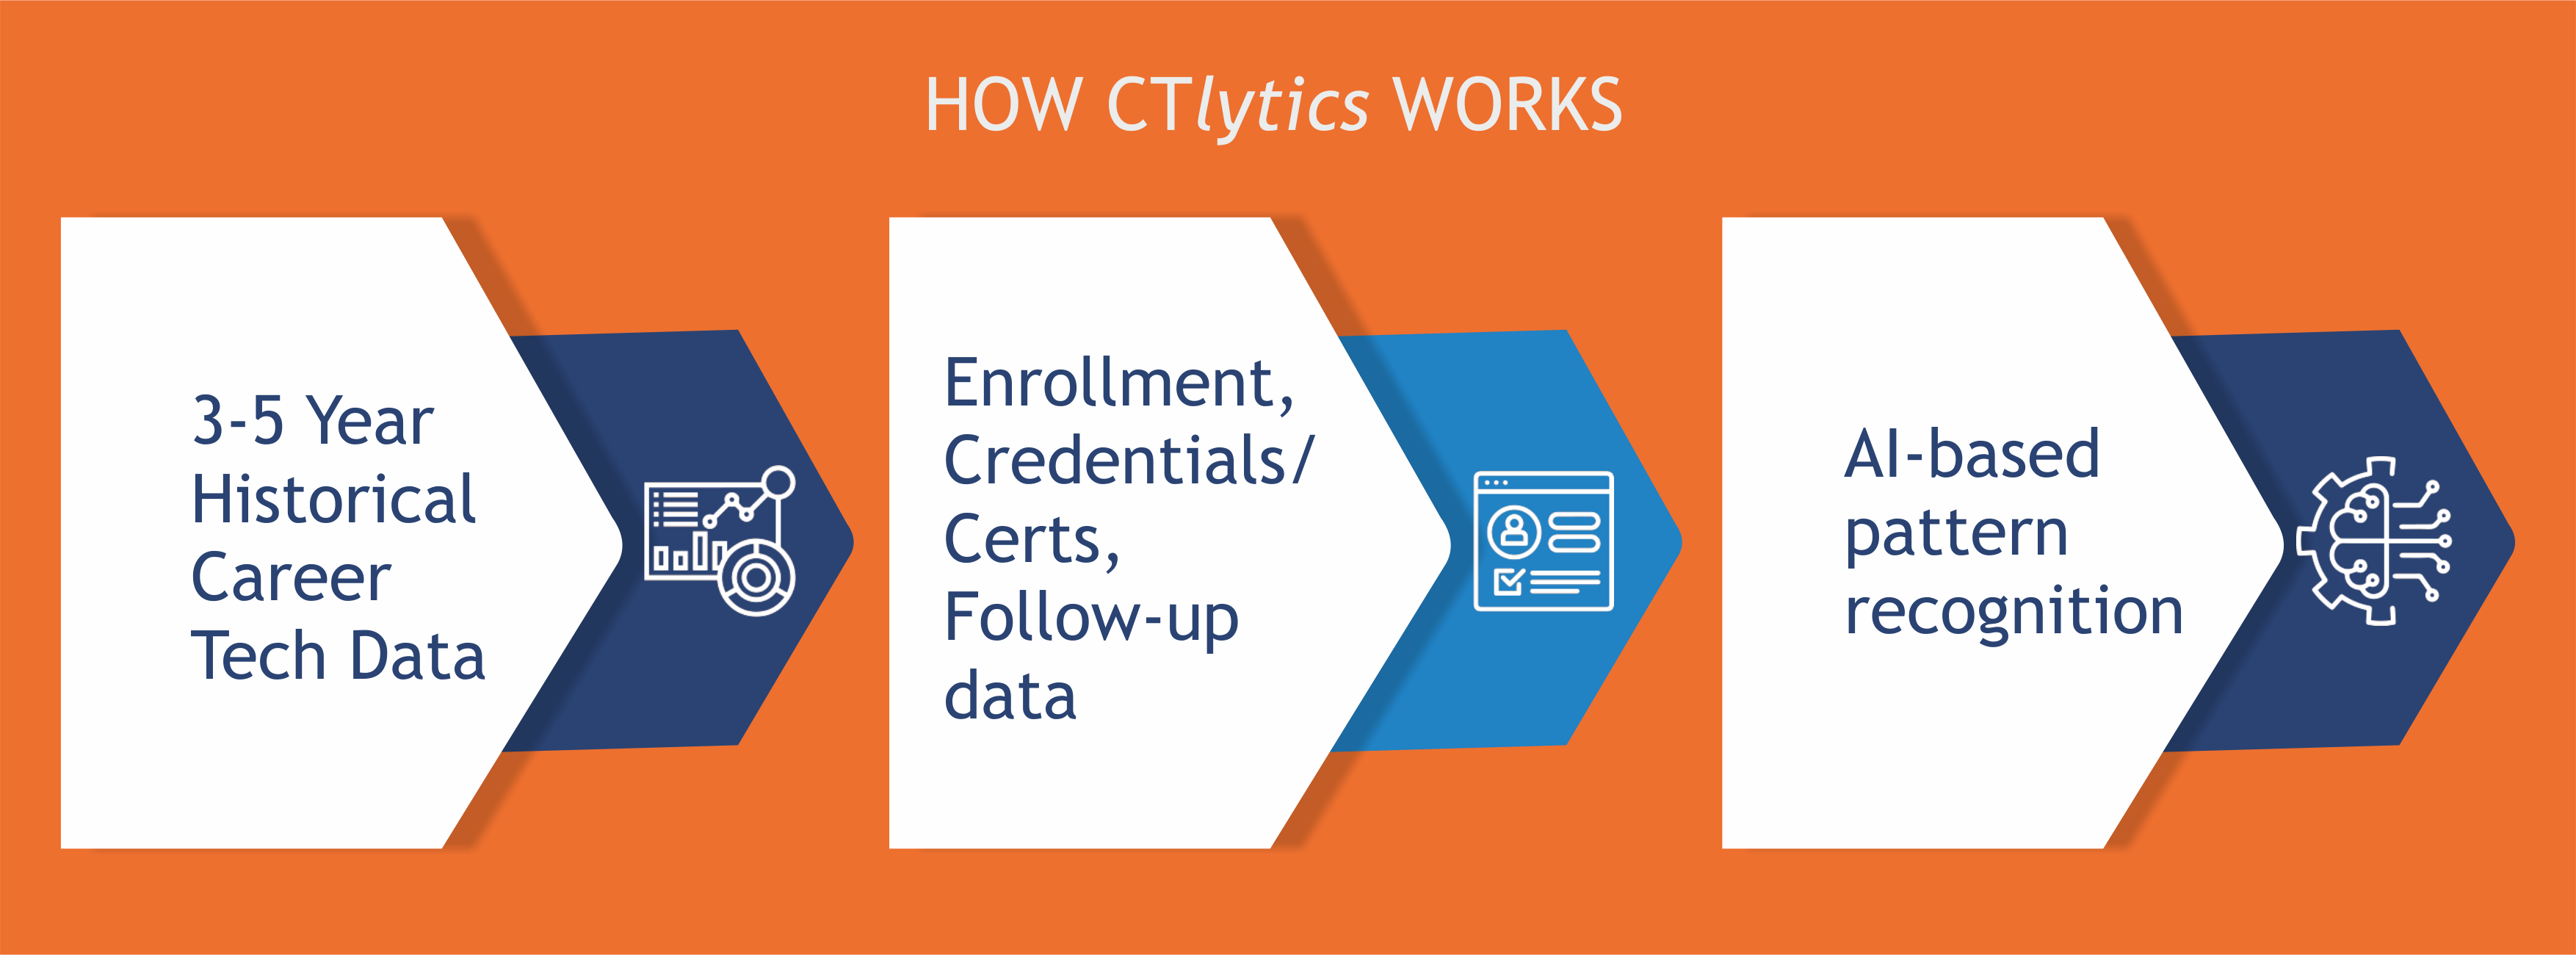 HOW CTlytics WORKS
3-5 Year
Historical
Career
Tech Data
Enrollment,
Credentials/
Certs,
Follow-up
data
AI-based
pattern
recognition